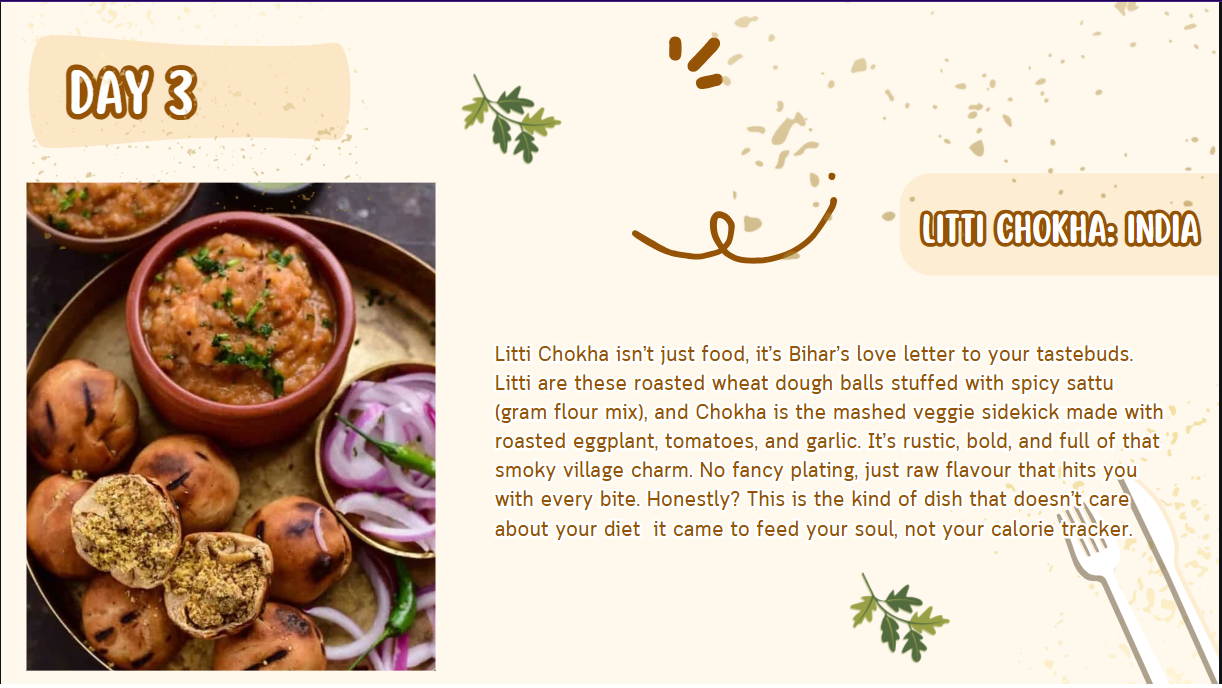 DAY 3
LITTI CHOKHA: INDIA
Litti Chokha isn't just food, it's Bihar's love letter to your tastebuds.
Litti are these roasted wheat dough balls stuffed with spicy sattu
(gram flour mix), and Chokha is the mashed veggie sidekick made with
roasted eggplant, tomatoes, and garlic. It's rustic, bold, and full of that
smoky village charm. No fancy plating, just raw flavour that hits you
with every bite. Honestly? This is the kind of dish that doesn't care
about your diet  it came to feed your soul, not your calorie tracker.